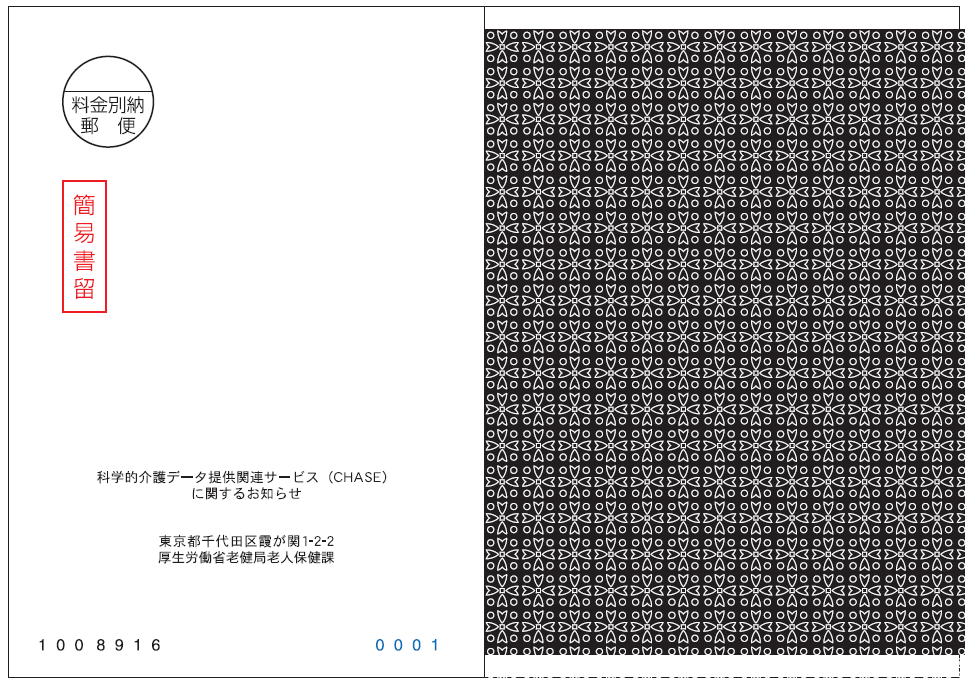 料金別納
郵 便
簡易書留
科学的介護データ提供関連サービス（CHASE）
に関するお知らせ
東京都千代田区霞が関1-2-2
厚生労働省老健局老人保健課
1008916
0001